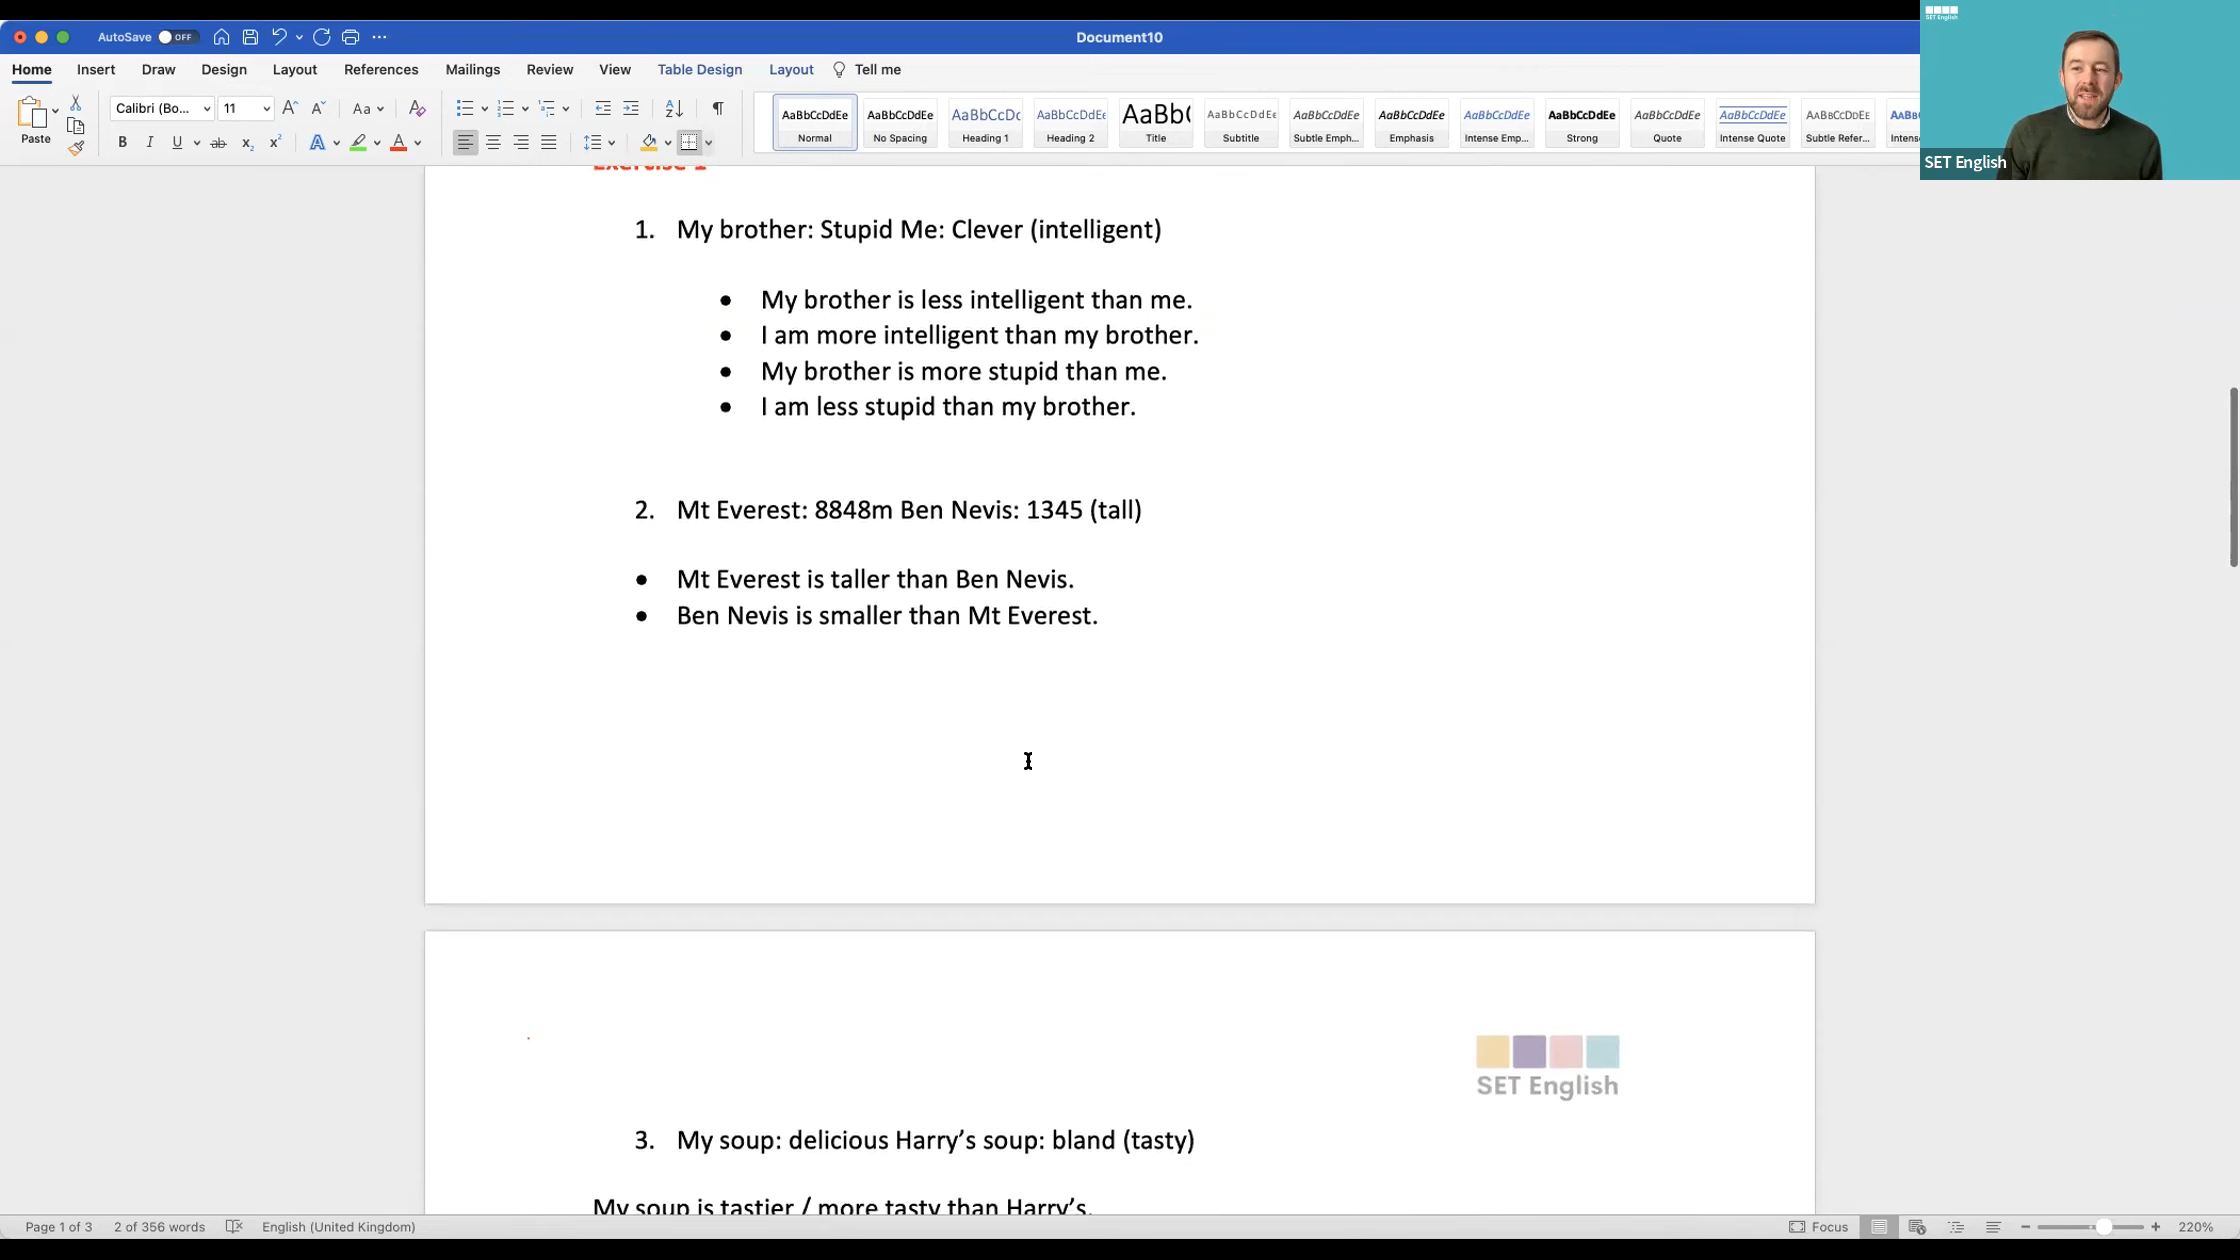 SET English
AutoSave OFF
Document10
Home Insert Draw Design Layout References Mailings Review View Table Design Layout Tell me
Calibri (Bo... 11
Paste
AaBbCcDdEe AaBbCcDdEe AaBbCcDc AaBbCcDdEe AaBb( AaBbCcDdEe AaBbCcDdEe AaBbCcDdEe AaBbCcDdEe AaBbCcDdEe AaBbCcDdEe AaBbCcDdEe AaBbCcDdEe AaBb
Normal No Spacing Heading 1 Heading 2 Title Subtitle Subtle Emph... Emphasis Intense Emp... Strong Quote Intense Quote Subtle Refer... Intens
SET English
Exercise 1
1. My brother: Stupid Me: Clever (intelligent)
• My brother is less intelligent than me.
• I am more intelligent than my brother.
• My brother is more stupid than me.
• I am less stupid than my brother.
2. Mt Everest: 8848m Ben Nevis: 1345 (tall)
• Mt Everest is taller than Ben Nevis.
• Ben Nevis is smaller than Mt Everest.
SET English
3. My soup: delicious Harry’s soup: bland (tasty)
My soup is tastier / more tasty than Harry’s.
Page 1 of 3 2 of 356 words English (United Kingdom) Focus 220%